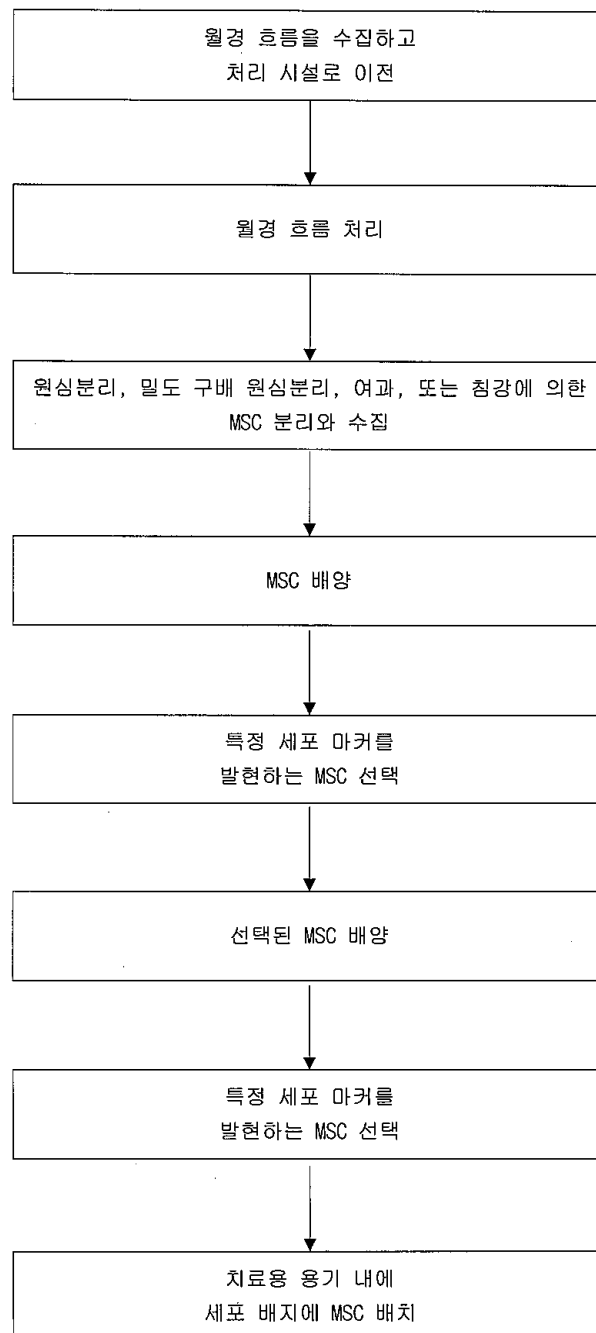 월경 흐름을 수집하고
처리 시설로 이전
월경 흐름 처리
원심분리, 밀도 구배 원심분리, 여과, 또는 침강에 의한
MSC 분리와 수집
MSC 배양
특정 세포 마커를
발현하는 MSC 선택
선택된 MSC 배양
특정 세포 마커를
발현하는 MSC 선택
치료용 용기 내에
세포 배지에 MSC 배치